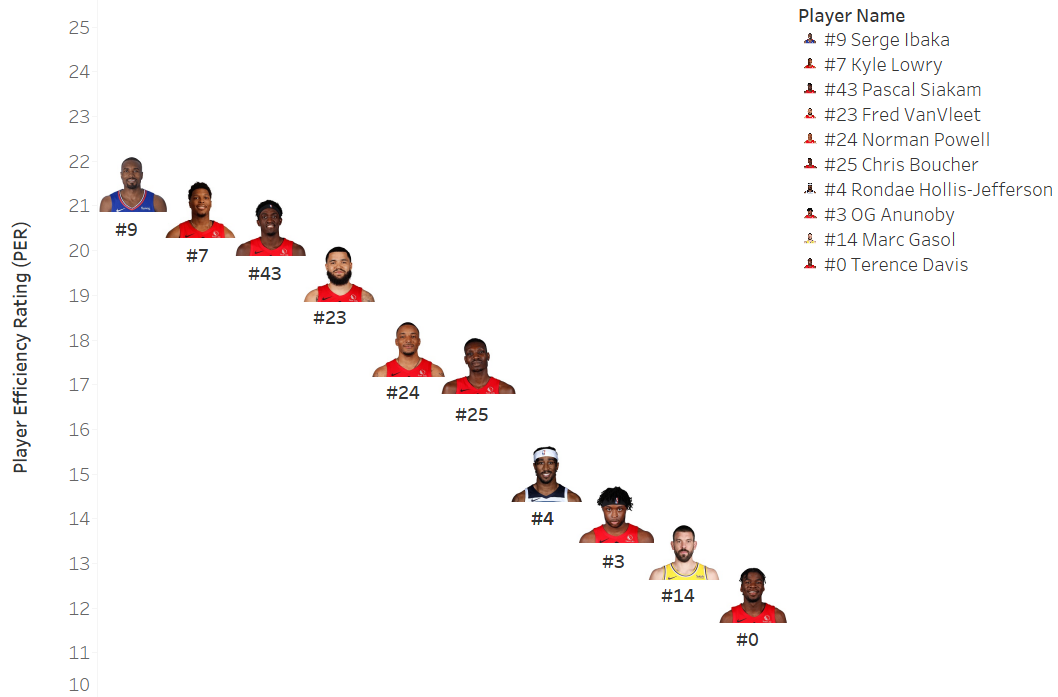 Player Efficiency Rating (PER)
25
24
23
22
21
20
19
18
17
16
15
14
13
12
11
10
#9
#7
#43
#23
#24
#25
#4
#3
#14
#0
Player Name
#9 Serge Ibaka
#7 Kyle Lowry
#43 Pascal Siakam
#23 Fred VanVleet
#24 Norman Powell
#25 Chris Boucher
#4 Rondae Hollis-Jefferson
#3 OG Anunoby
#14 Marc Gasol
#0 Terence Davis